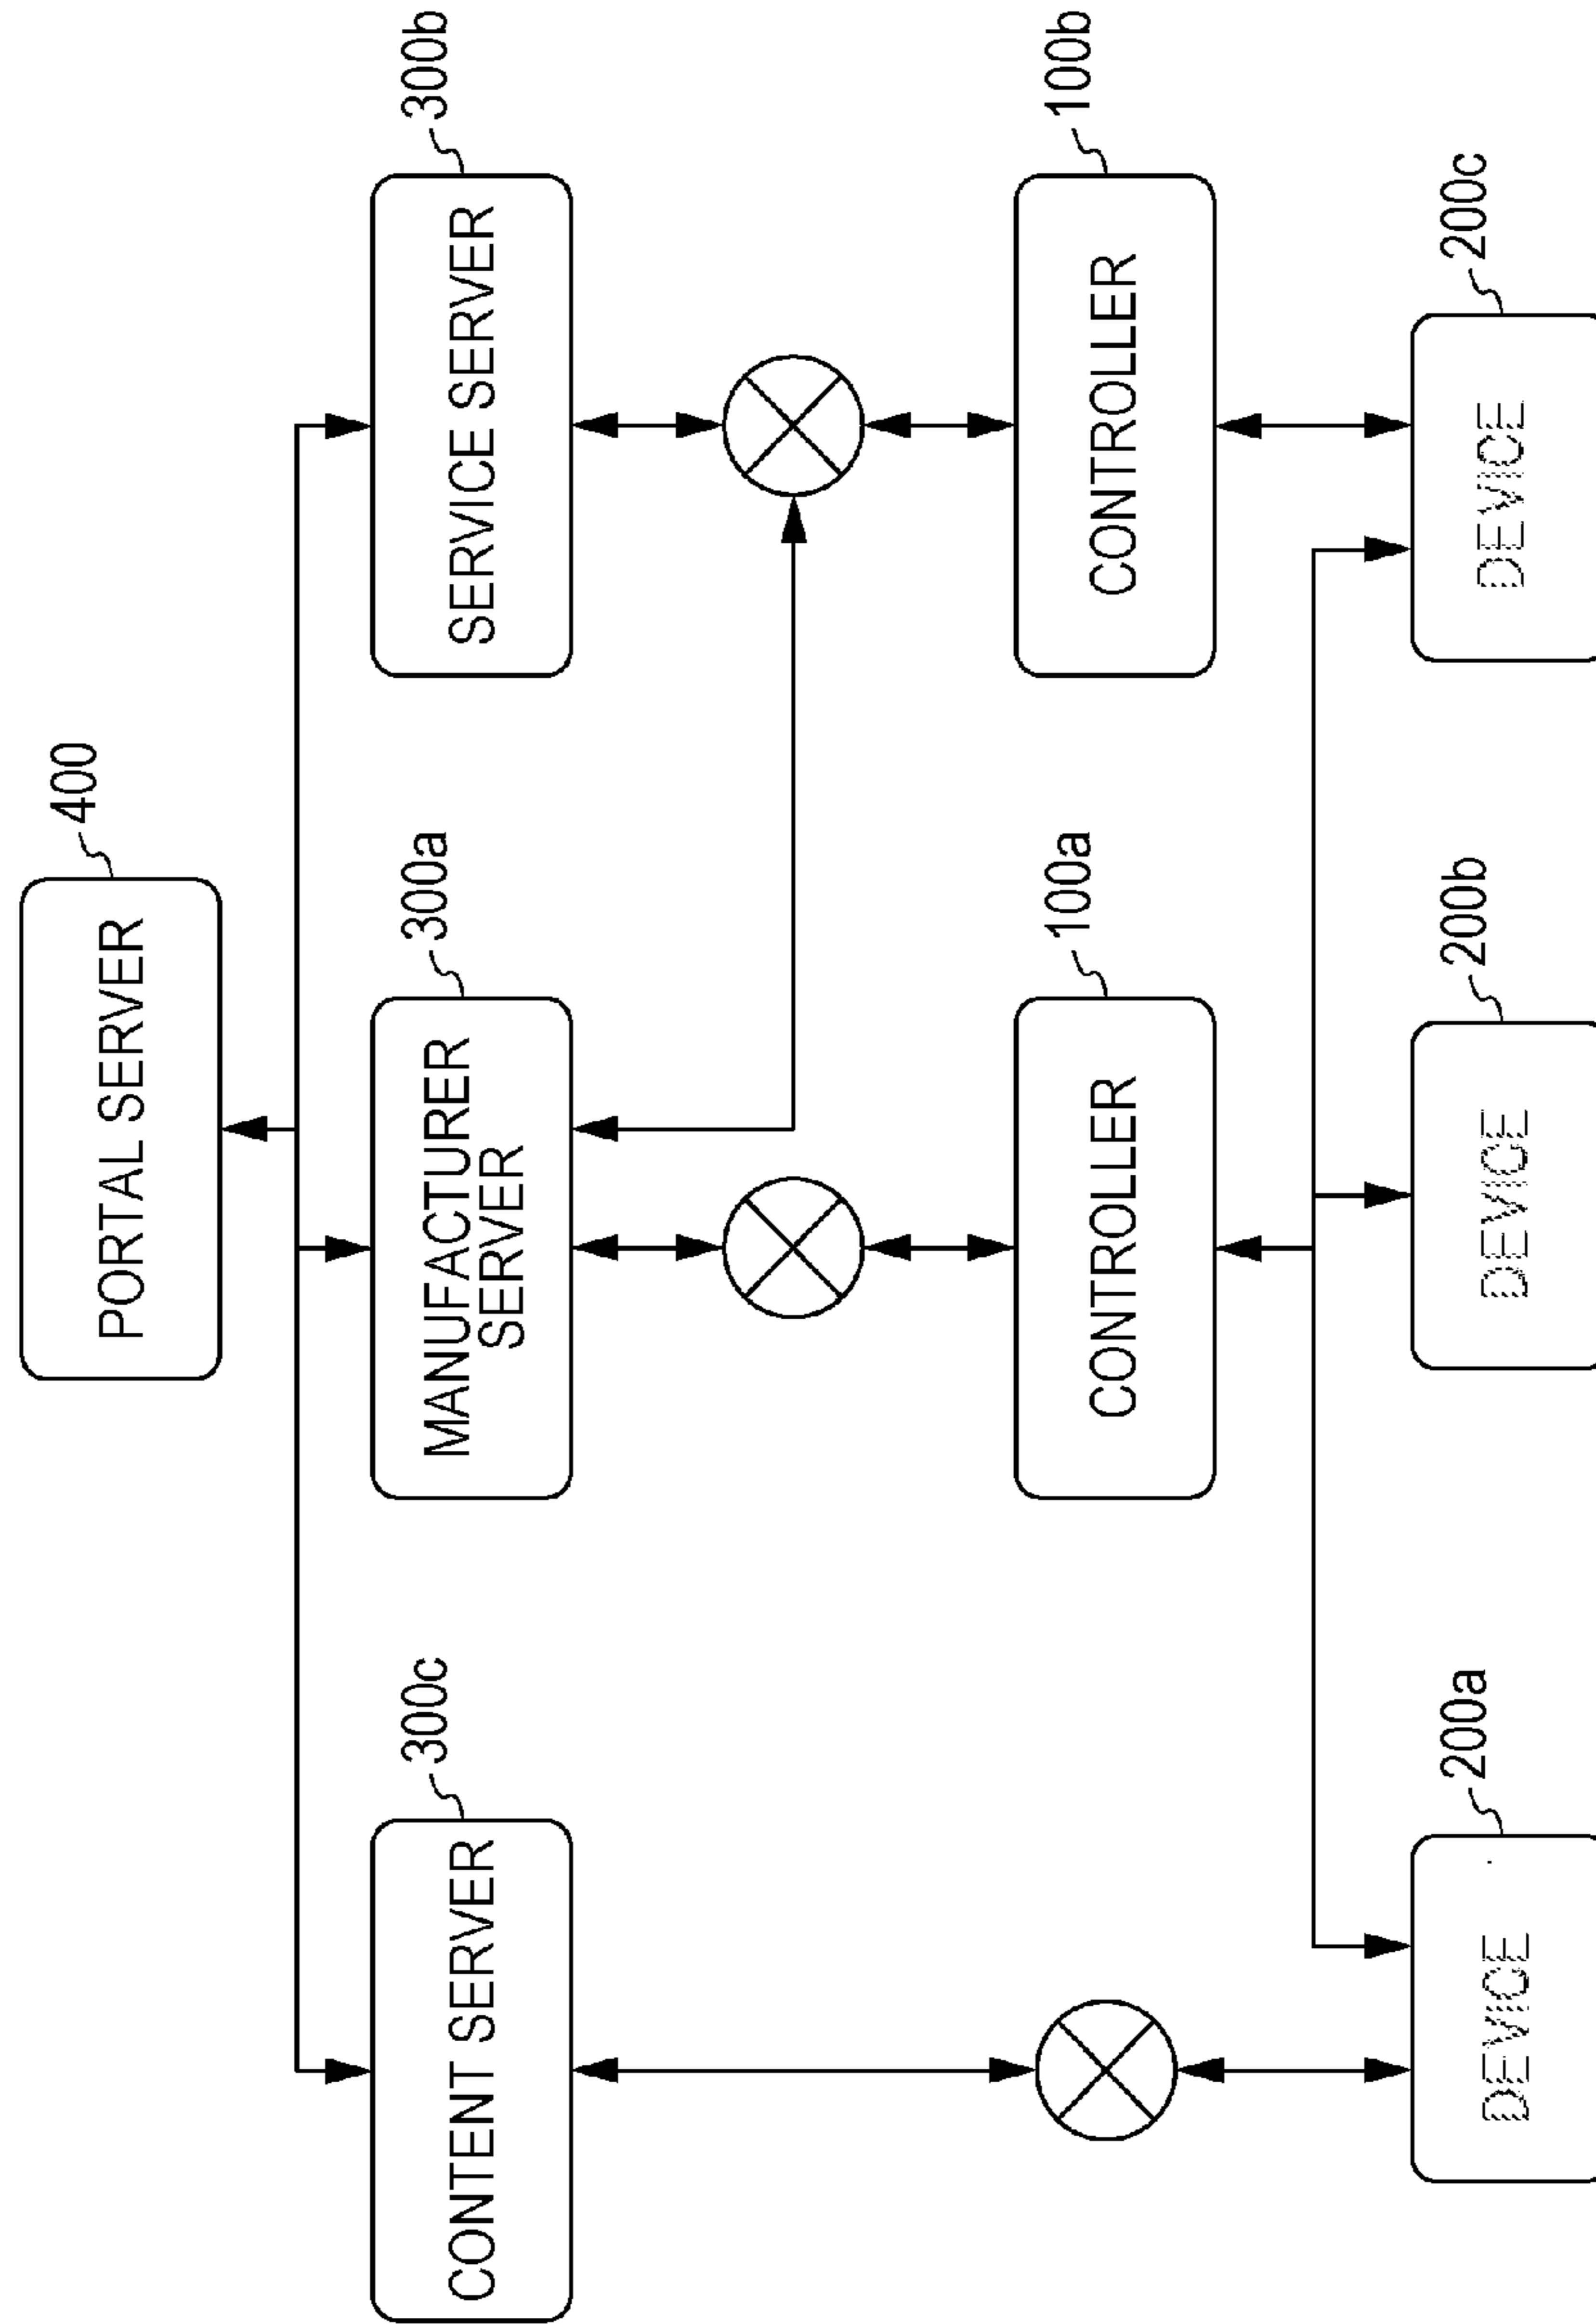 400
PORTAL SERVER
300c
CONTENT SERVER
300a
MANUFACTURER
SERVER
300b
SERVICE SERVER
100a
CONTROLLER
100b
CONTROLLER
200a
DEVICE
200b
DEVICE
200c
DEVICE